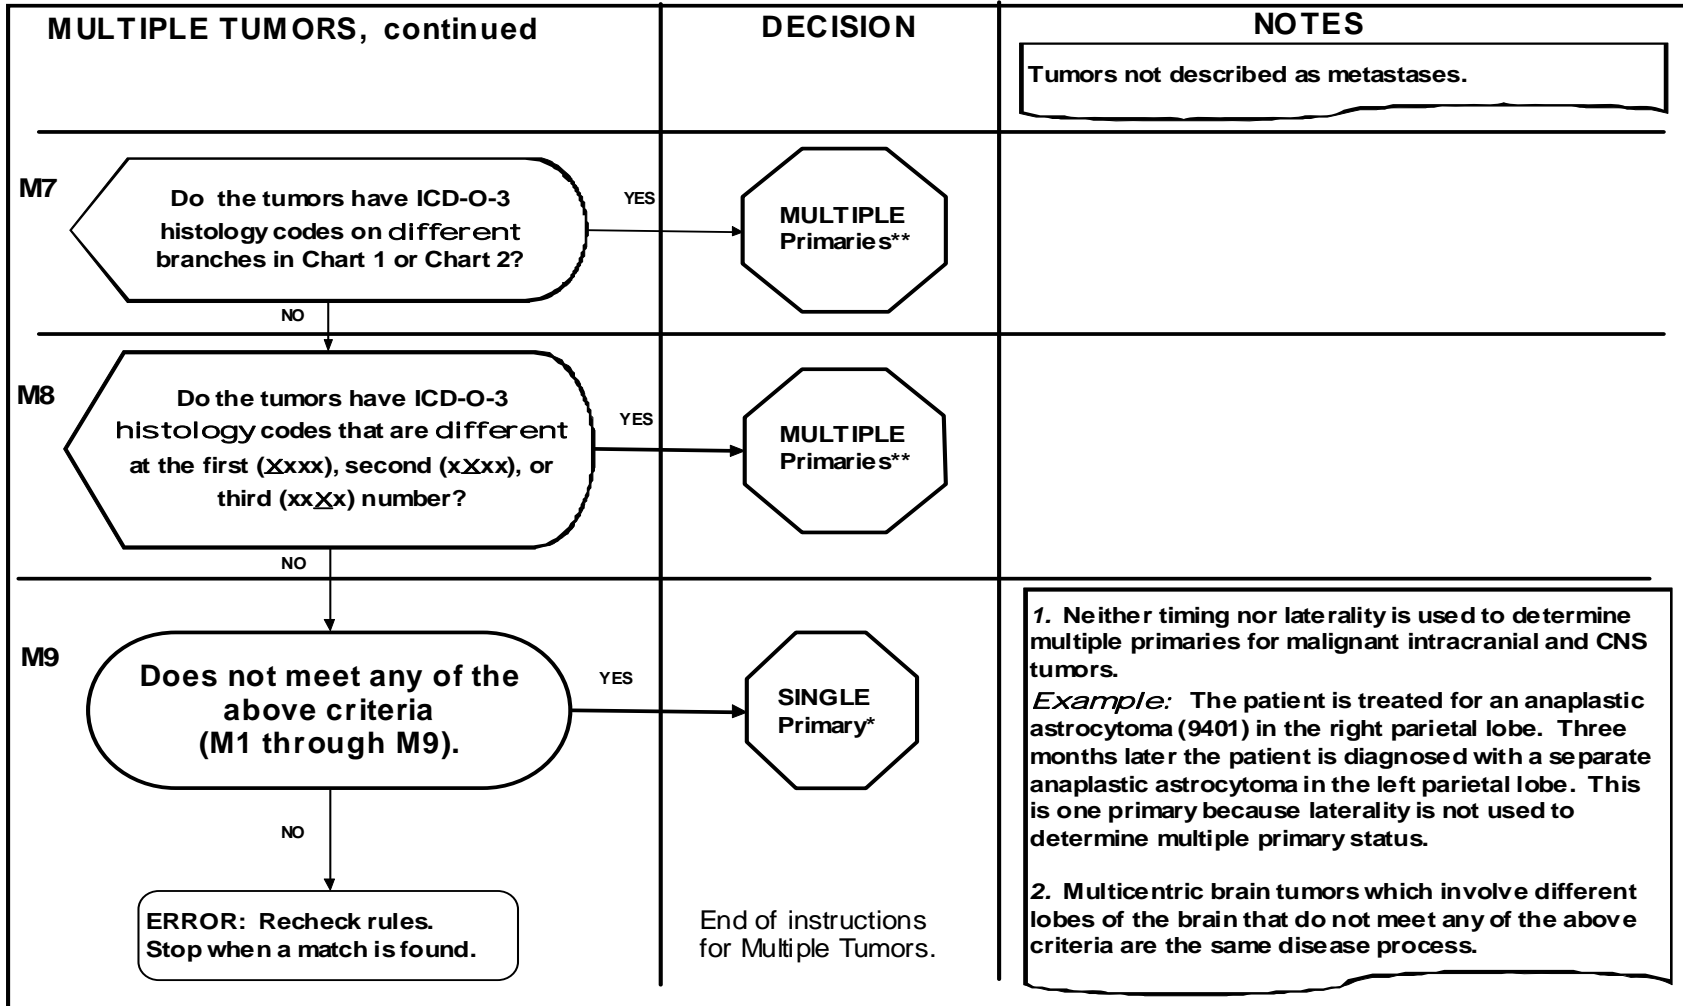 MULTIPLE TUMORS, continued
DECISION
NOTES
Tumors not described as metastases.
M7
Do the tumors have ICD-O-3
histology codes on different
branches in Chart 1 or Chart 2?
YES
MULTIPLE
Primaries**
NO
M8
Do the tumors have ICD-O-3
histology codes that are different
at the first (Xxxx), second (xXxx), or
third (xxXx) number?
YES
MULTIPLE
Primaries**
NO
M9
Does not meet any of the
above criteria
(M1 through M9).
YES
SINGLE
Primary*
1. Neither timing nor laterality is used to determine
multiple primaries for malignant intracranial and CNS
tumors.
Example: The patient is treated for an anaplastic
astrocytoma (9401) in the right parietal lobe. Three
months later the patient is diagnosed with a separate
anaplastic astrocytoma in the left parietal lobe. This
is one primary because laterality is not used to
determine multiple primary status.
2. Multicentric brain tumors which involve different
lobes of the brain that do not meet any of the above
criteria are the same disease process.
NO
ERROR: Recheck rules.
Stop when a match is found.
End of instructions
for Multiple Tumors.